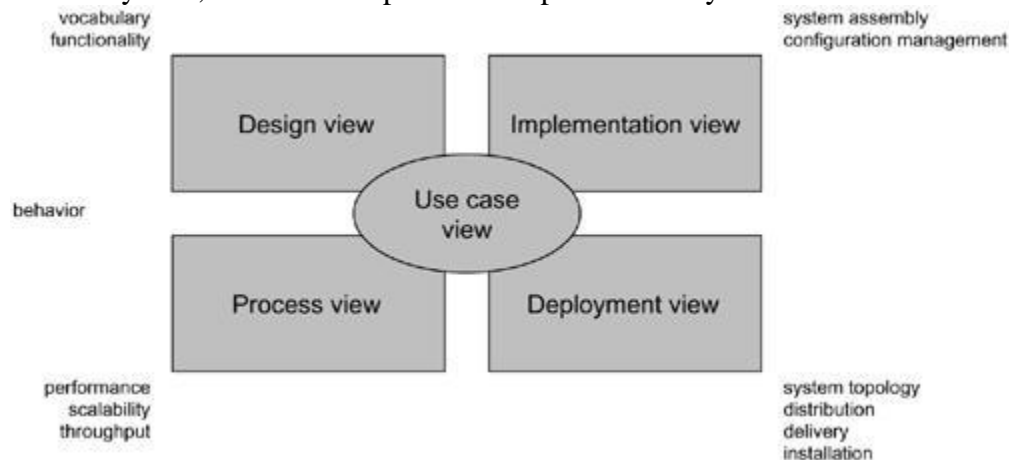 vocabulary
functionality
system assembly
configuration management
Design view
Implementation view
behavior
Use case
view
Process view
Deployment view
performance
scalability
throughput
system topology
distribution
delivery
installation